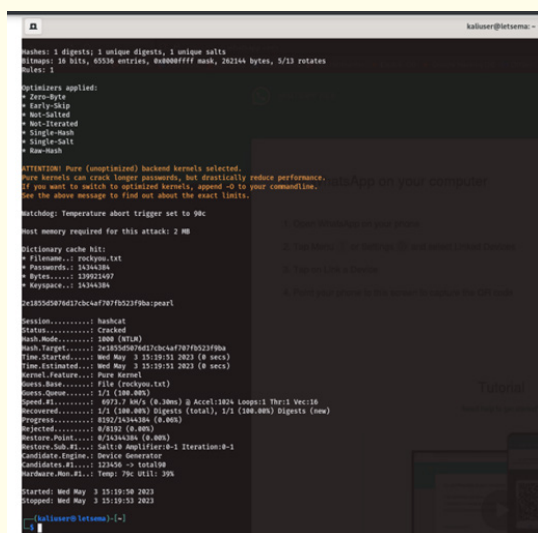 kaliuser@letsema: ~
Hashes: 1 digests; 1 unique digests, 1 unique salts
Bitmaps: 16 bits, 65536 entries, 0x0000ffff mask, 262144 bytes, 5/13 rotates
Rules: 1
Optimizers applied:
* Zero-Byte
* Early-Skip
* Not-Salted
* Not-Iterated
* Single-Hash
* Single-Salt
* Raw-Hash
ATTENTION! Pure (unoptimized) backend kernels selected.
Pure kernels can crack longer passwords, but drastically reduce performance.
If you want to switch to optimized kernels, append -O to your commandline.
See the above message to find out about the exact limits.
Watchdog: Temperature abort trigger set to 90c
Host memory required for this attack: 2 MB
Dictionary cache hit:
* Filename..: rockyou.txt
* Passwords.: 14344384
* Bytes.....: 139921497
* Keyspace..: 14344384
2e1855d5076d17cbc4af707fb523f9ba:pearl
Session..........: hashcat
Status...........: Cracked
Hash.Mode........: 1000 (NTLM)
Hash.Target......: 2e1855d5076d17cbc4af707fb523f9ba
Time.Started.....: Wed May 3 15:19:51 2023 (0 secs)
Time.Estimated...: Wed May 3 15:19:51 2023 (0 secs)
Kernel.Feature...: Pure Kernel
Guess.Base.......: File (rockyou.txt)
Guess.Queue......: 1/1 (100.00%)
Speed.#1.........: 6973.7 kH/s (0.30ms) @ Accel:1024 Loops:1 Thr:1 Vec:16
Recovered........: 1/1 (100.00%) Digests (total), 1/1 (100.00%) Digests (new)
Progress.........: 8192/14344384 (0.06%)
Rejected.........: 0/8192 (0.00%)
Restore.Point....: 0/14344384 (0.00%)
Restore.Sub.#1...: Salt:0 Amplifier:0-1 Iteration:0-1
Candidate.Engine.: Device Generator
Candidates.#1....: 123456 -> total90
Hardware.Mon.#1..: Temp: 79c Util: 39%
Started: Wed May 3 15:19:50 2023
Stopped: Wed May 3 15:19:53 2023
(kaliuser@letsema)-[~]
$
WhatsApp on your computer
Tutorial